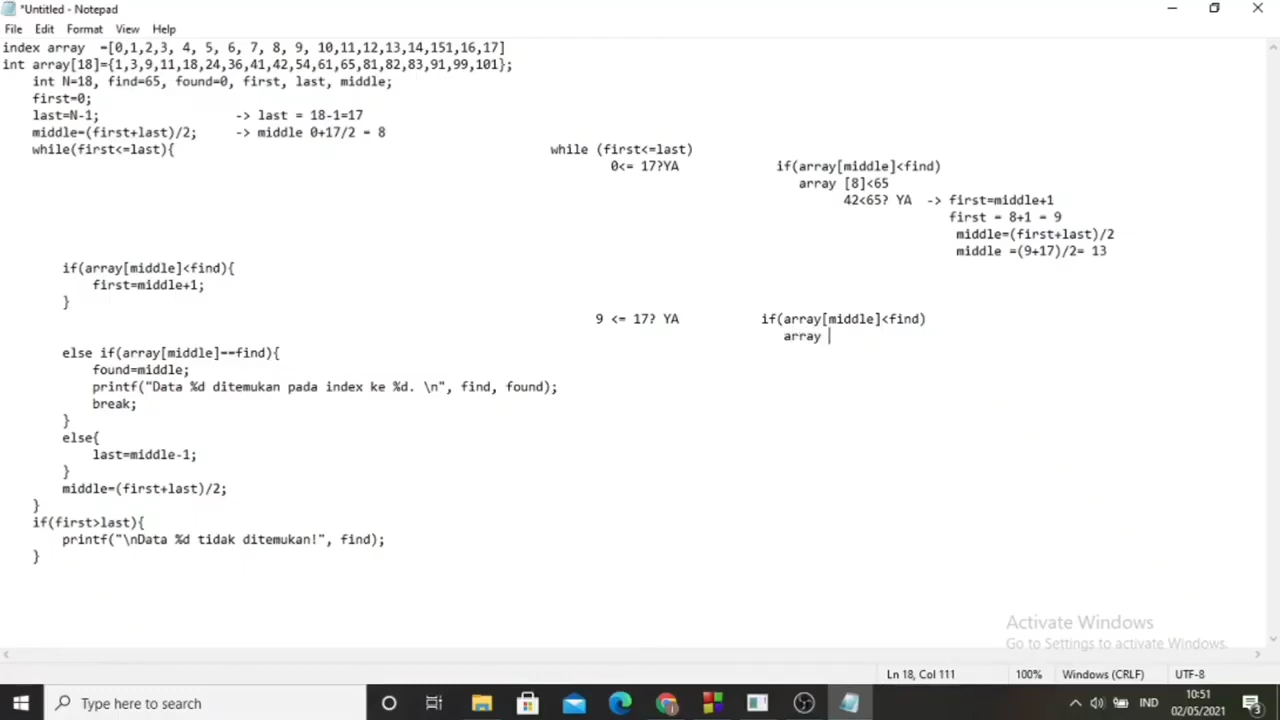 *Untitled - Notepad
File Edit Format View Help
index array =[0,1,2,3, 4, 5, 6, 7, 8, 9, 10,11,12,13,14,151,16,17]
int array[18]={1,3,9,11,18,24,36,41,42,54,61,65,81,82,83,91,99,101};
int N=18, find=65, found=0, first, last, middle;
first=0;
last=N-1; -> last = 18-1=17
middle=(first+last)/2; -> middle 0+17/2 = 8
while(first<=last){ while (first<=last)
0<= 17?YA if(array[middle]<find)
array [8]<65
42<65? YA -> first=middle+1
first = 8+1 = 9
middle=(first+last)/2
middle =(9+17)/2= 13
if(array[middle]<find){
first=middle+1;
}
9 <= 17? YA if(array[middle]<find)
array
else if(array[middle]==find){
found=middle;
printf("Data %d ditemukan pada index ke %d. \n", find, found);
break;
}
else{
last=middle-1;
}
middle=(first+last)/2;
}
if(first>last){
printf("\nData %d tidak ditemukan!", find);
}
Activate Windows
Go to Settings to activate Windows.
Ln 18, Col 111 100% Windows (CRLF) UTF-8
Type here to search IND 10:51
02/05/2021 3